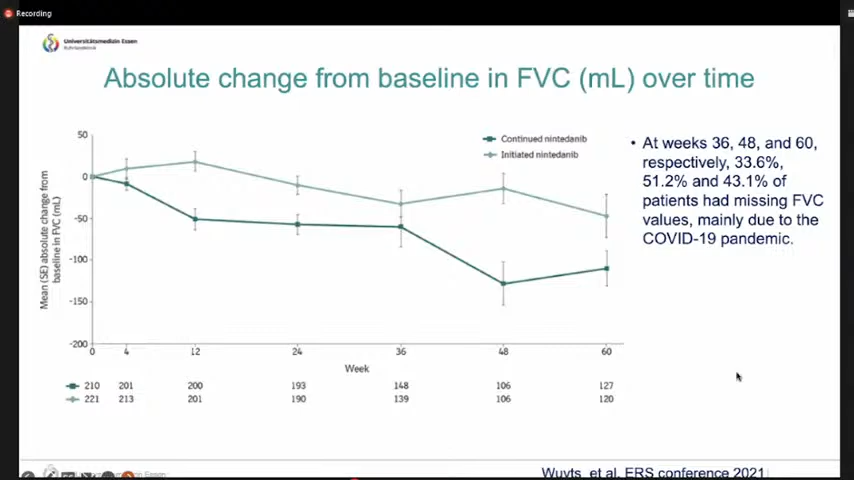 Recording
Universitätsmedizin Essen
Ruhrlandklinik
Absolute change from baseline in FVC (mL) over time
Mean (SE) absolute change from
baseline in FVC (mL)
50
0
-50
-100
-150
-200
Continued nintedanib
Initiated nintedanib
0 4 12 24 36 48 60
Week
210 201 200 193 148 106 127
221 213 201 190 139 106 120
• At weeks 36, 48, and 60,
respectively, 33.6%,
51.2% and 43.1% of
patients had missing FVC
values, mainly due to the
COVID-19 pandemic.
Essen
Wuyts, et al. ERS conference 2021